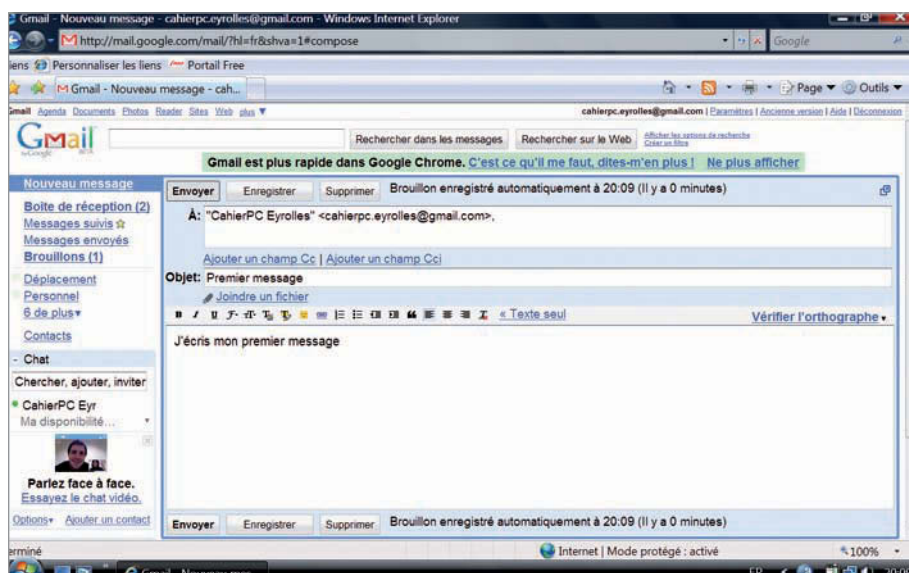 Gmail - Nouveau message - cahierpc.eyrolles@gmail.com - Windows Internet Explorer
http://mail.google.com/mail/?hl=fr&shva=1#compose
Google
iens Personnaliser les liens Portail Free
Gmail - Nouveau message - cah...
Page Outils
Gmail Agenda Documents Photos Reader Sites Web plus
cahierpc.eyrolles@gmail.com | Paramètres | Ancienne version | Aide | Déconnexion
Gmail
by Google BETA
Rechercher dans les messages Rechercher sur le Web
Afficher les options de recherche
Créer un filtre
Gmail est plus rapide dans Google Chrome. C'est ce qu'il me faut, dites-m'en plus ! Ne plus afficher
Nouveau message
Boîte de réception (2)
Messages suivis
Messages envoyés
Brouillons (1)
Déplacement
Personnel
6 de plus
Contacts
- Chat
Chercher, ajouter, inviter
CahierPC Eyr
Ma disponibilité...
Parlez face à face.
Essayez le chat vidéo.
Options Ajouter un contact
Envoyer Enregistrer Supprimer Brouillon enregistré automatiquement à 20:09 (Il y a 0 minutes)
À: "CahierPC Eyrolles" <cahierpc.eyrolles@gmail.com>,
Ajouter un champ Cc | Ajouter un champ Cci
Objet: Premier message
Joindre un fichier
« Texte seul Vérifier l'orthographe
J'écris mon premier message
Envoyer Enregistrer Supprimer Brouillon enregistré automatiquement à 20:09 (Il y a 0 minutes)
erminé
Internet | Mode protégé : activé
100%